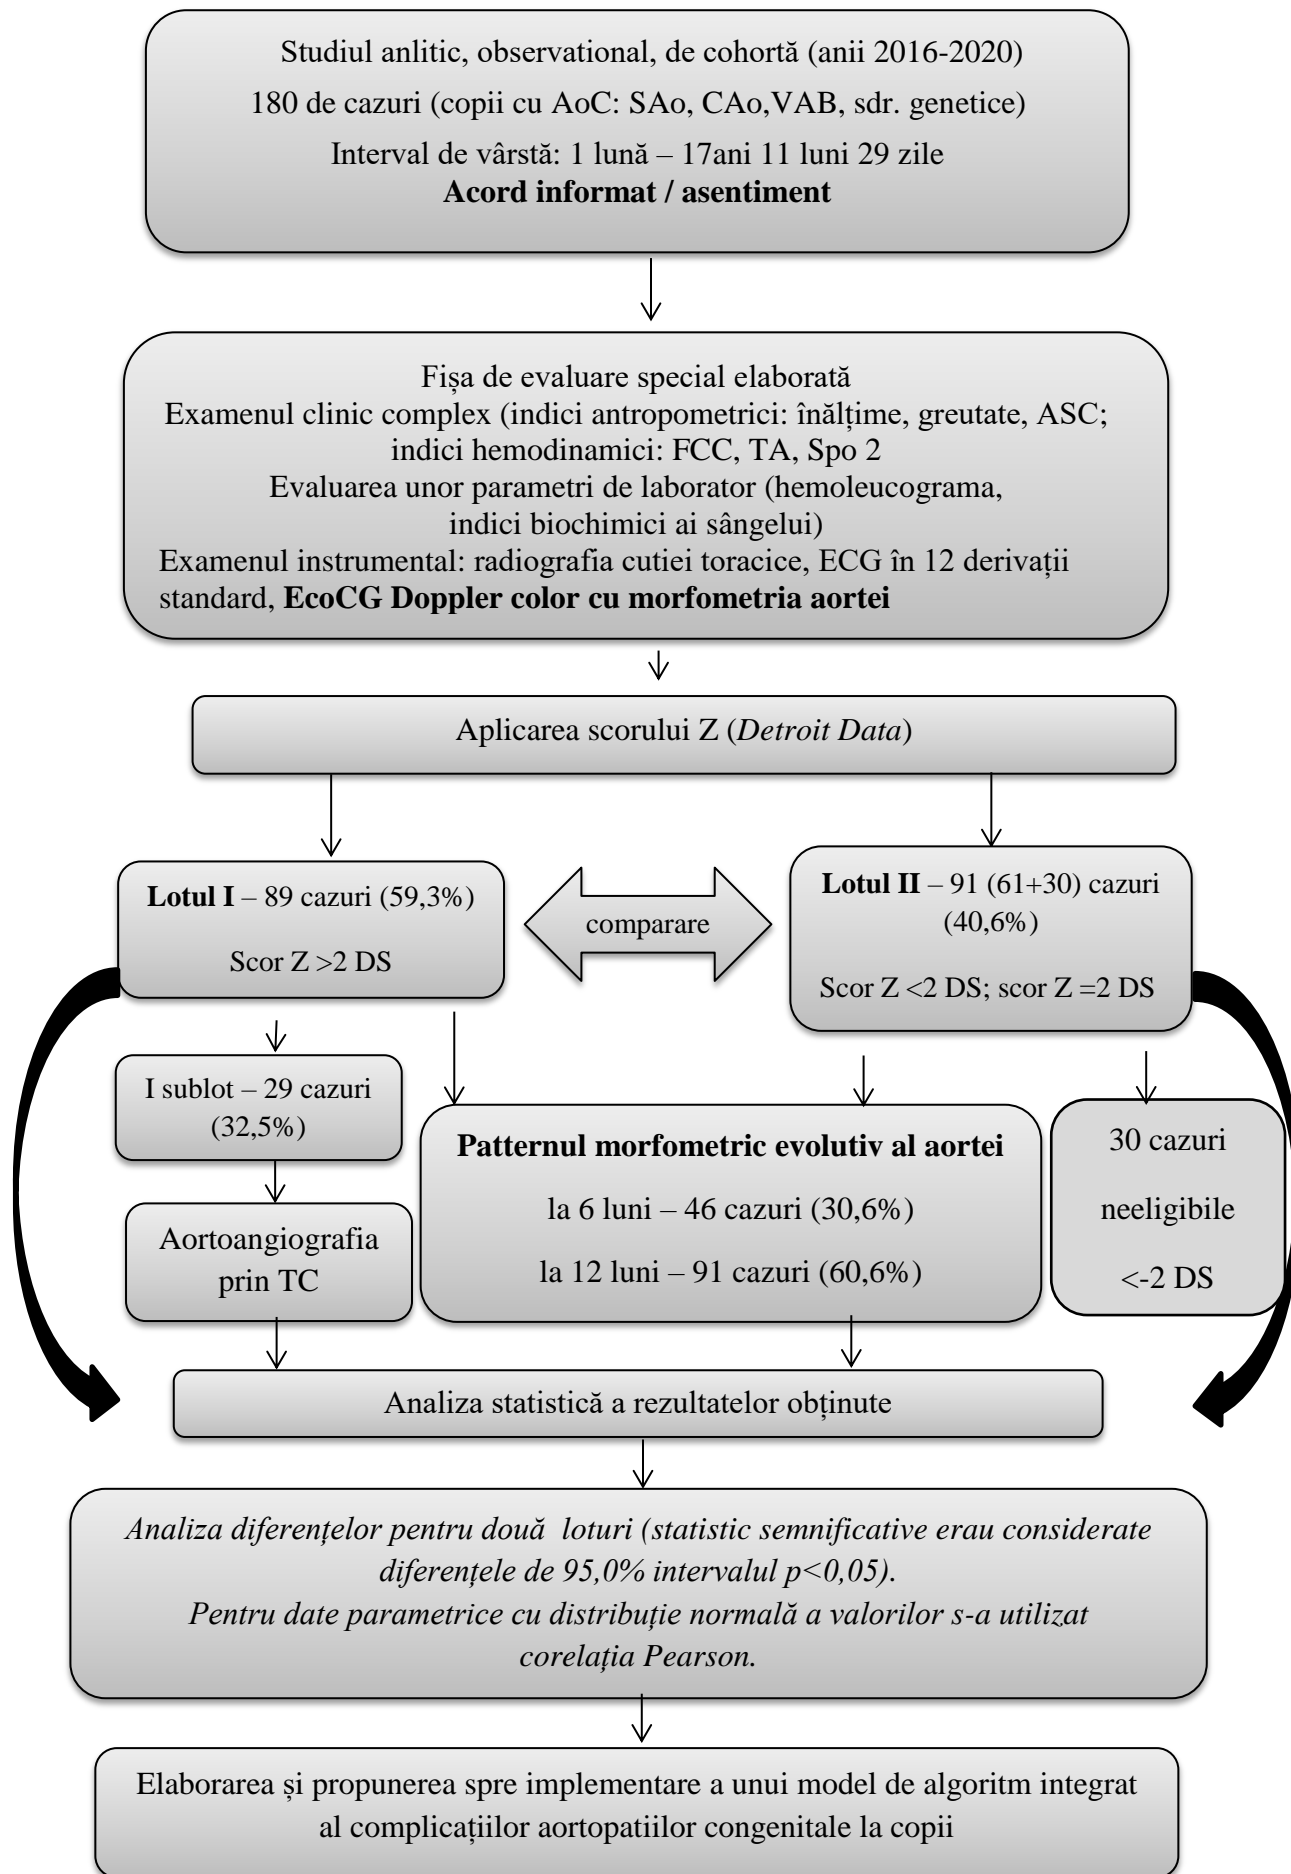 Studiul anlitic, observational, de cohortă (anii 2016-2020)
180 de cazuri (copii cu AoC: SAo, CAo,VAB, sdr. genetice)
Interval de vârstă: 1 lună – 17ani 11 luni 29 zile
Acord informat / asentiment
Fișa de evaluare special elaborată
Examenul clinic complex (indici antropometrici: înălțime, greutate, ASC;
indici hemodinamici: FCC, TA, Spo 2
Evaluarea unor parametri de laborator (hemoleucograma,
indici biochimici ai sângelui)
Examenul instrumental: radiografia cutiei toracice, ECG în 12 derivații
standard, EcoCG Doppler color cu morfometria aortei
Aplicarea scorului Z (Detroit Data)
Lotul I – 89 cazuri (59,3%)
Scor Z >2 DS
comparare
Lotul II – 91 (61+30) cazuri
(40,6%)
Scor Z <2 DS; scor Z =2 DS
I sublot – 29 cazuri
(32,5%)
Aortoangiografia
prin TC
Patternul morfometric evolutiv al aortei
la 6 luni – 46 cazuri (30,6%)
la 12 luni – 91 cazuri (60,6%)
30 cazuri
neeligibile
<-2 DS
Analiza statistică a rezultatelor obținute
Analiza diferențelor pentru două loturi (statistic semnificative erau considerate
diferențele de 95,0% intervalul p<0,05).
Pentru date parametrice cu distribuție normală a valorilor s-a utilizat
corelația Pearson.
Elaborarea și propunerea spre implementare a unui model de algoritm integrat
al complicațiilor aortopatiilor congenitale la copii